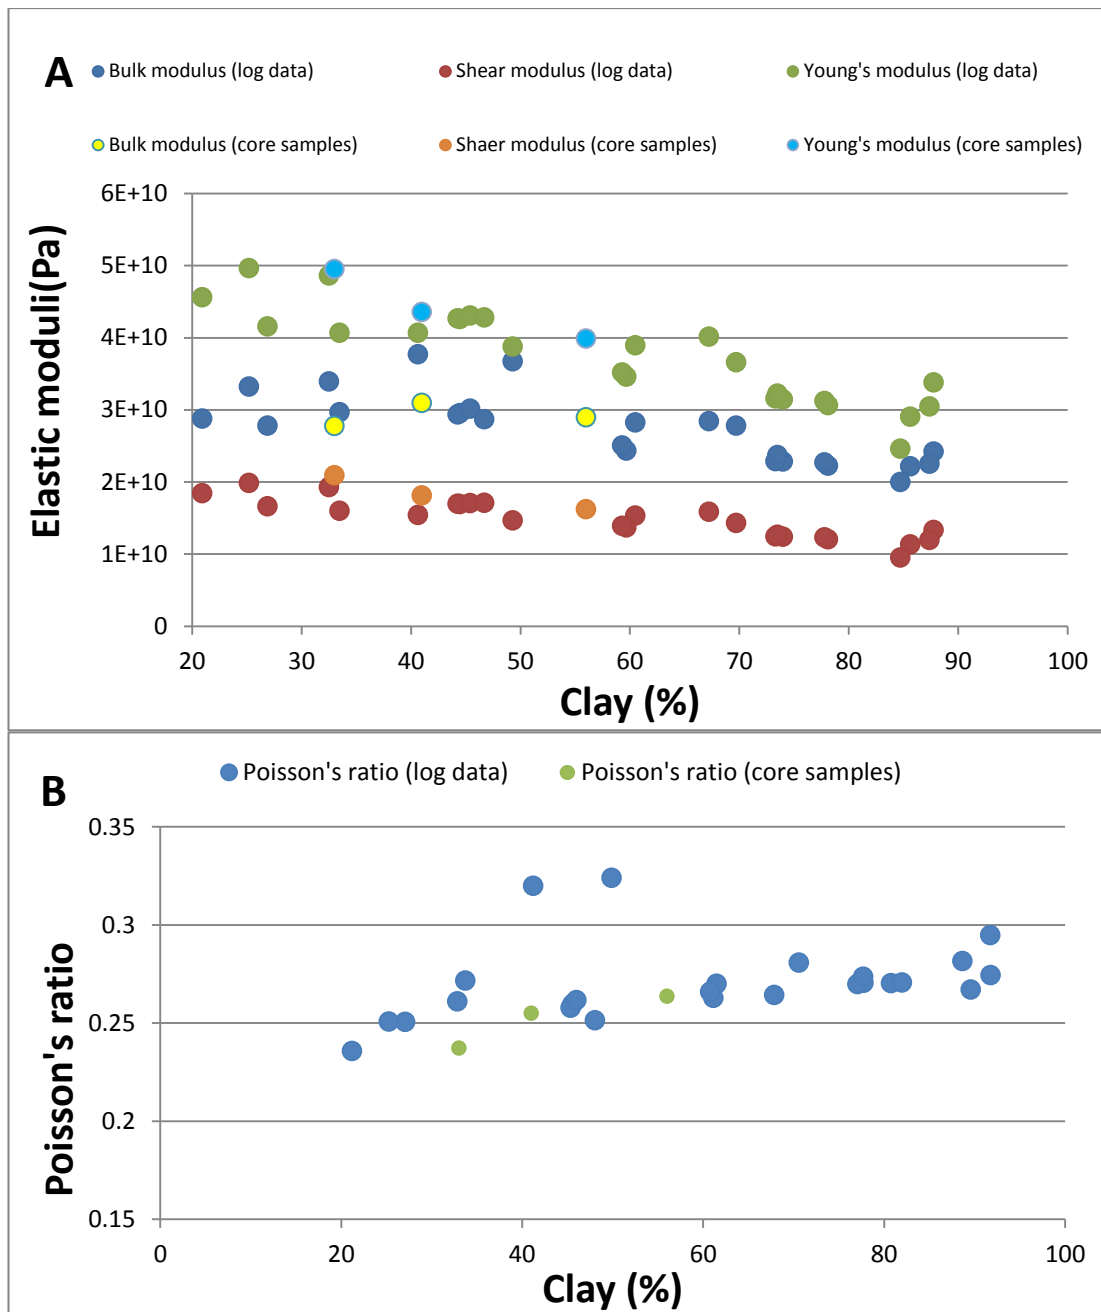 A
Bulk modulus (log data) Shear modulus (log data) Young's modulus (log data)
Bulk modulus (core samples) Shaer modulus (core samples) Young's modulus (core samples)
6E+10
5E+10
4E+10
3E+10
2E+10
1E+10
0
Elastic moduli(Pa)
20 30 40 50 60 70 80 90 100
Clay (%)
B
Poisson's ratio (log data) Poisson's ratio (core samples)
0.35
0.3
0.25
0.2
0.15
Poisson's ratio
0 20 40 60 80 100
Clay (%)